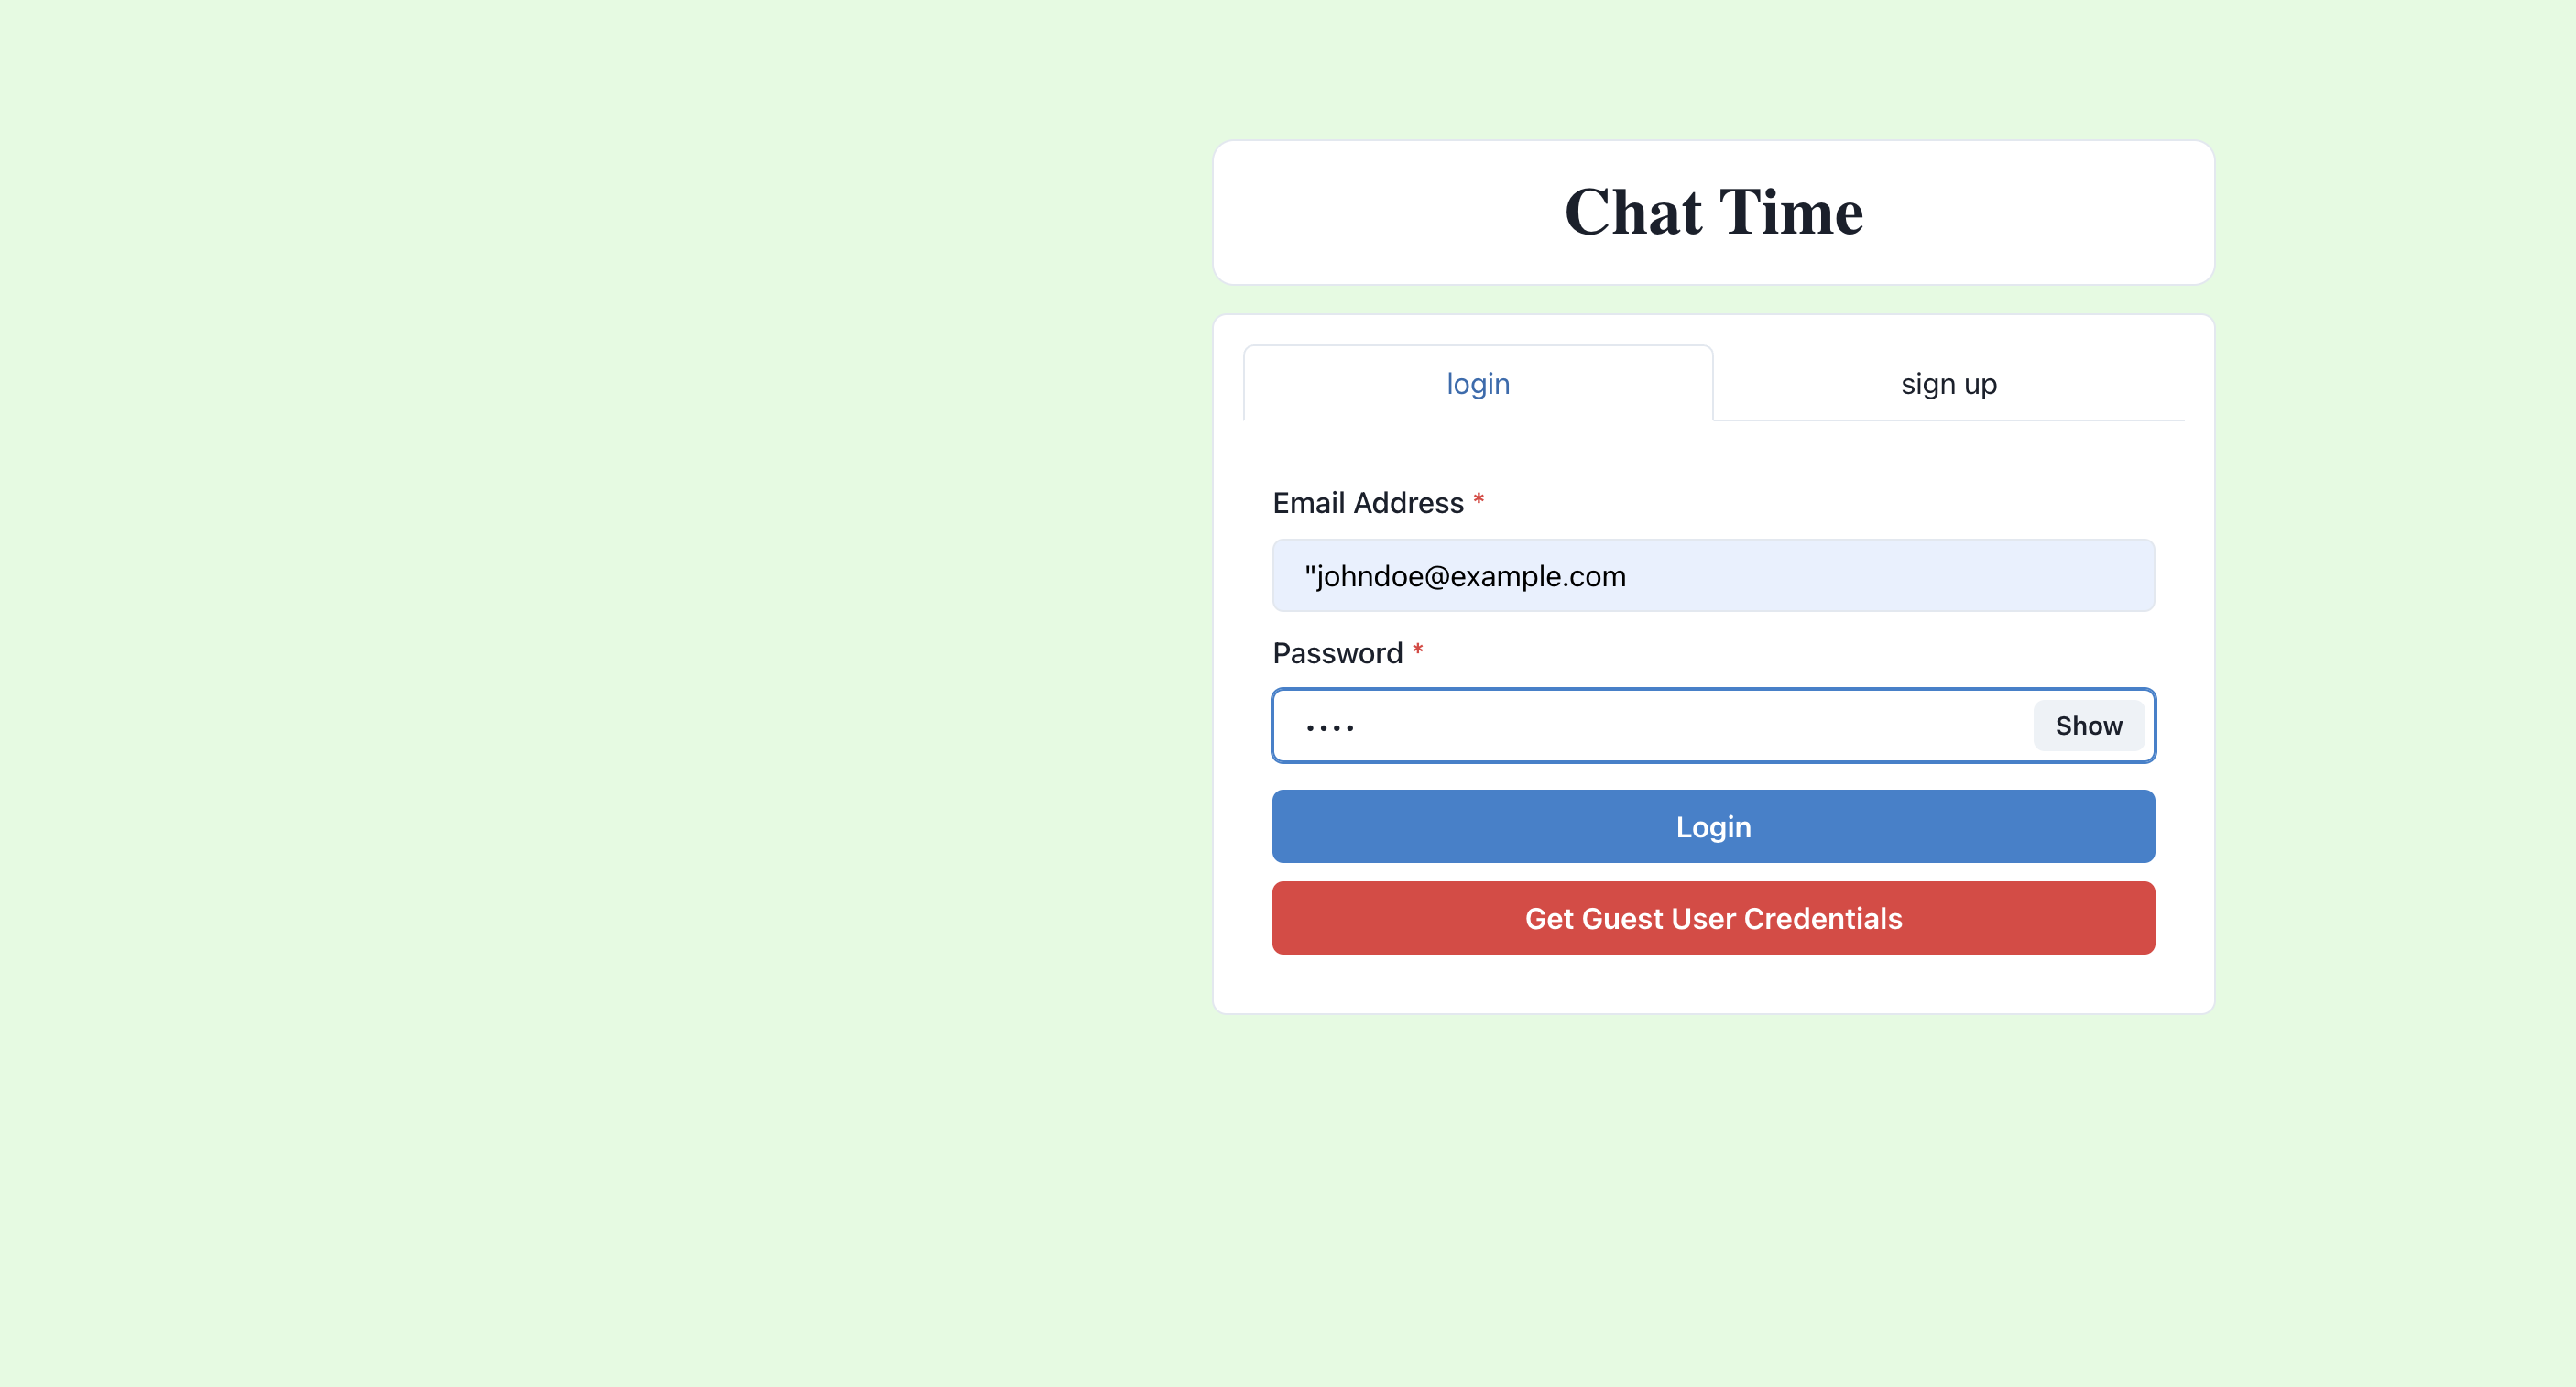 Chat Time
login
sign up
Email Address *
"johndoe@example.com
Password *
••••
Show
Login
Get Guest User Credentials